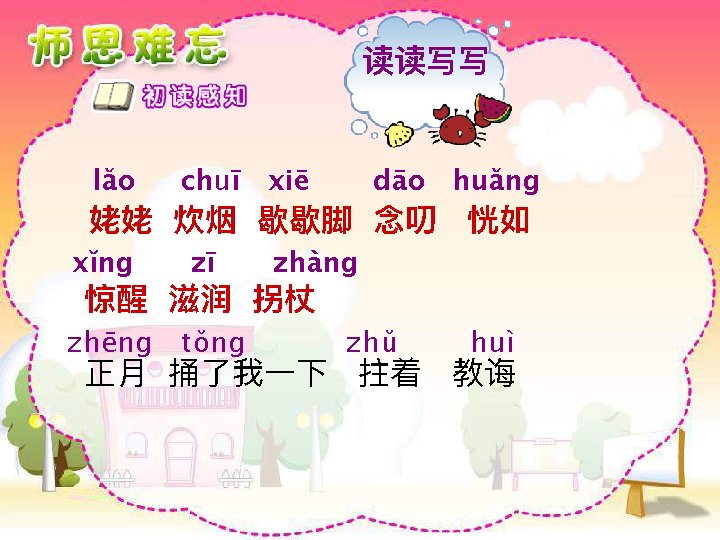 师恩难忘
初读感知
读读写写
lǎo chuī xiē dāo huǎng
姥姥 炊烟 歇歇脚 念叨 恍如
xǐng zī zhàng
惊醒 滋润 拐杖
zhēng tǒng zhǔ huì
正月 捅了我一下 拄着 教诲